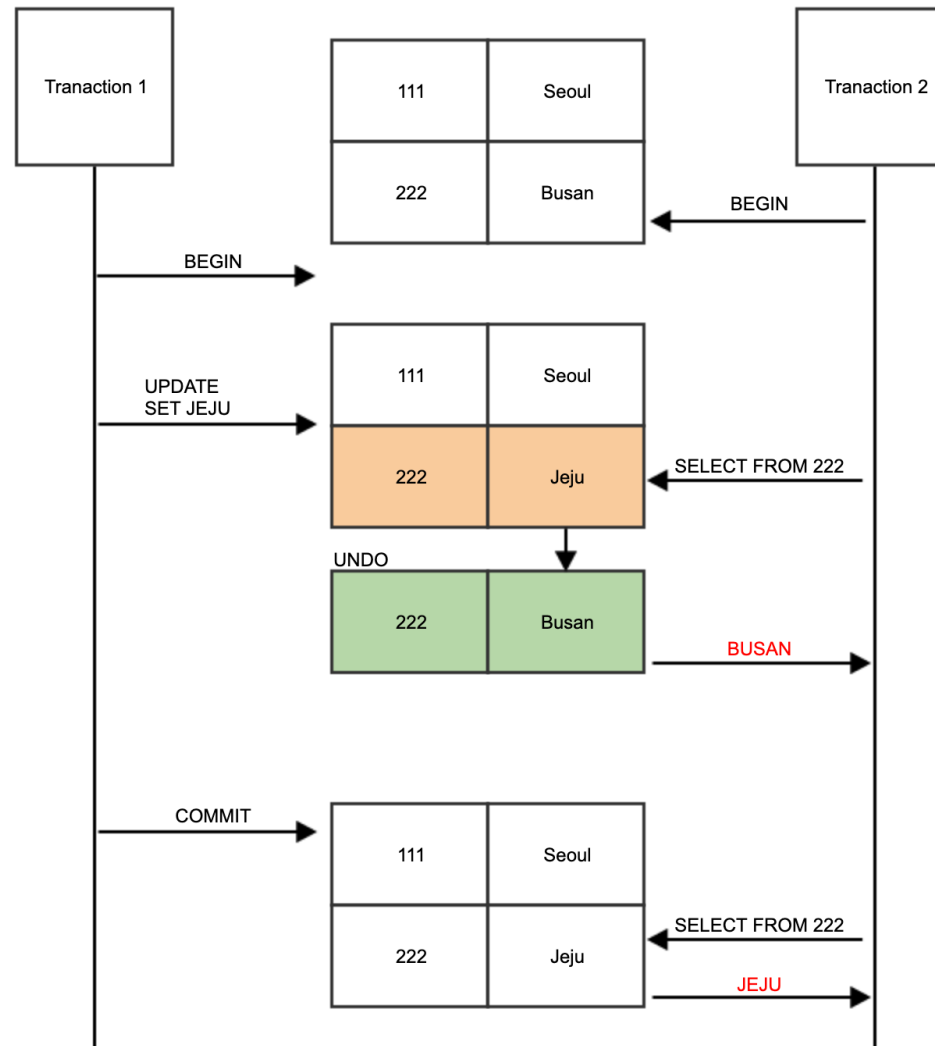 Tranaction 1
111
Seoul
Tranaction 2
222
Busan
BEGIN
BEGIN
111
Seoul
UPDATE
SET JEJU
222
Jeju
SELECT FROM 222
UNDO
222
Busan
BUSAN
COMMIT
111
Seoul
222
Jeju
SELECT FROM 222
JEJU